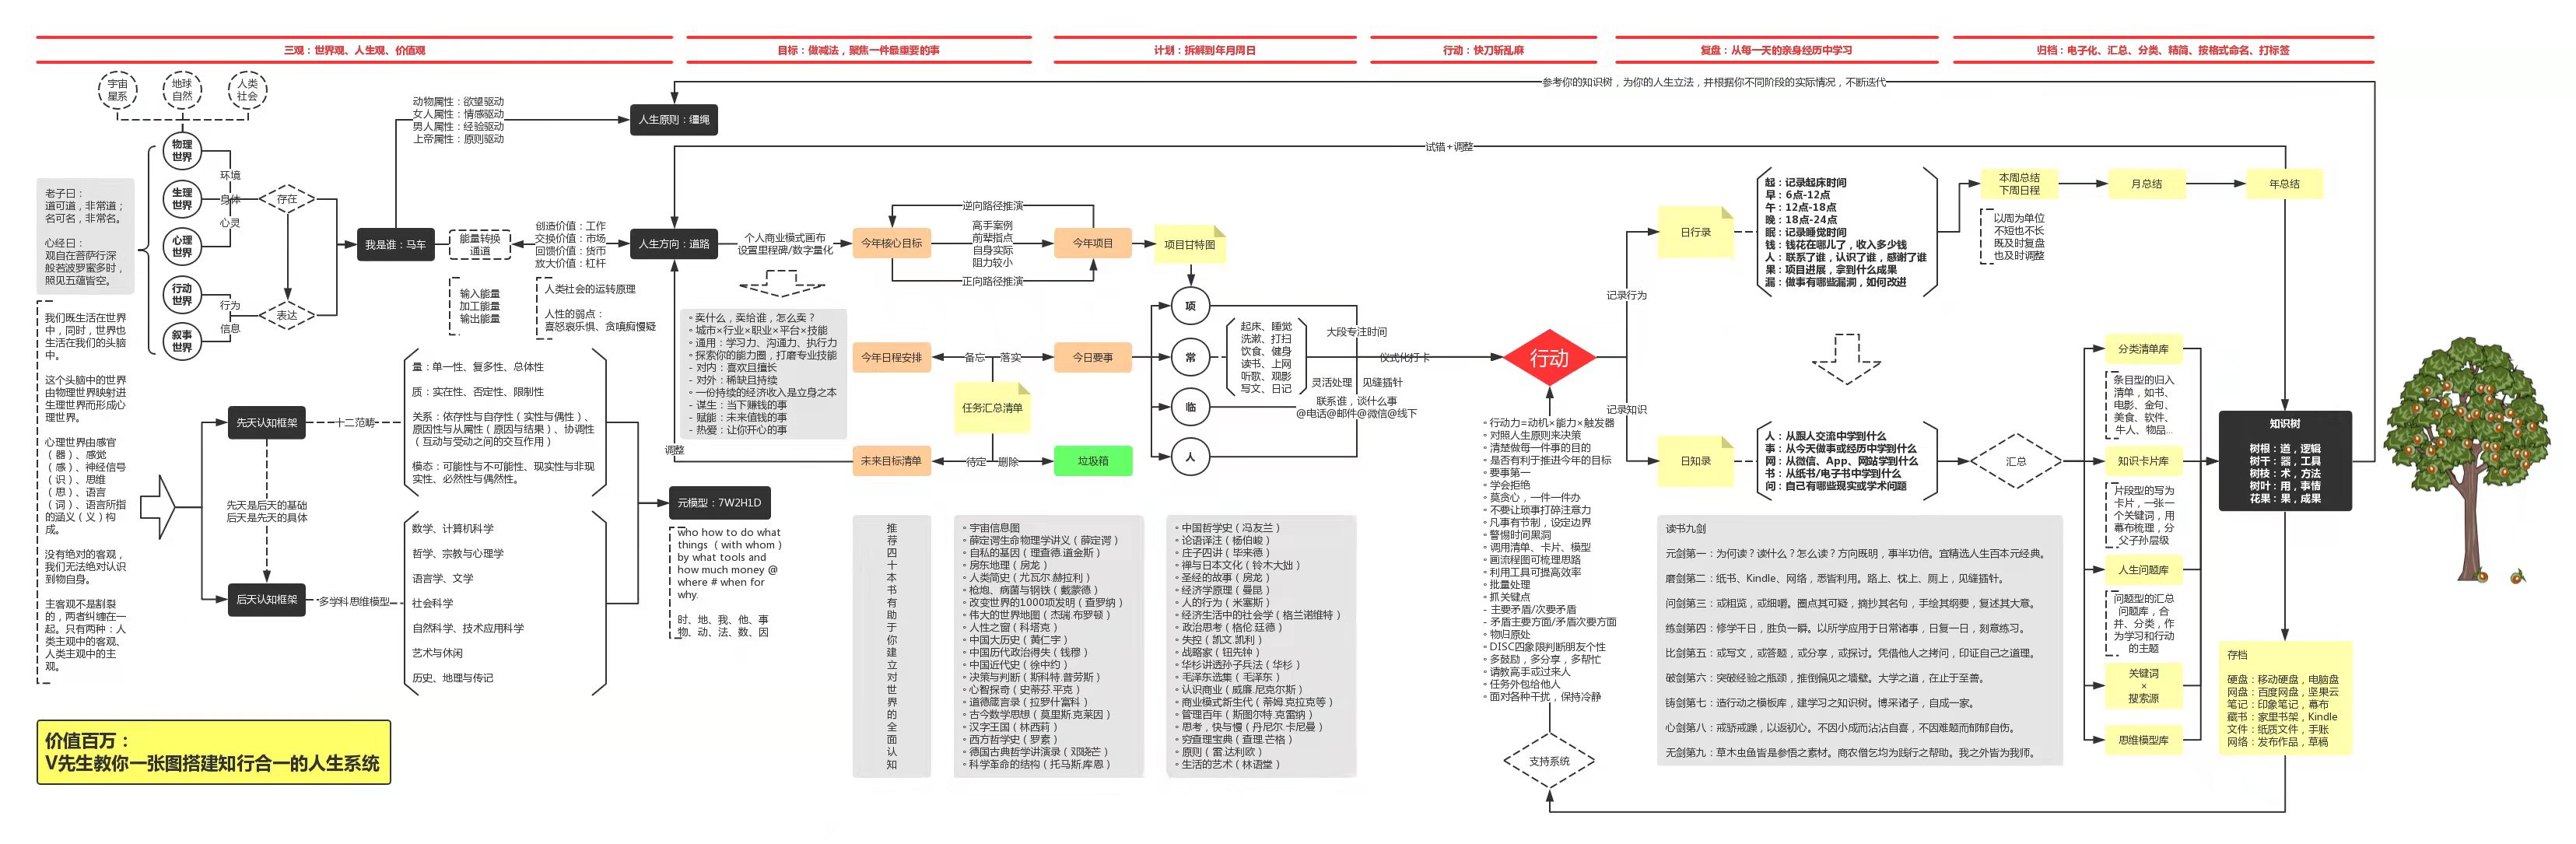 三观：世界观、人生观、价值观
目标：做减法，聚焦一件最重要的事
计划：拆解到年月周日
行动：快刀斩乱麻
复盘：从每一天的亲身经历中学习
归档：电子化、汇总、分类、精简、按格式命名、打标签
宇宙
星系
地球
自然
人类
社会
物理
世界
生理
世界
心理
世界
行动
世界
叙事
世界
环境
身体
心灵
行为
信息
存在
表达
老子曰：
道可道，非常道；
名可名，非常名。
心经曰：
观自在菩萨行深
般若波罗蜜多时，
照见五蕴皆空。
我们既生活在世界
中，同时，世界也
生活在我们的头脑
中。
这个头脑中的世界
由物理世界映射进
生理世界而形成心
理世界。
心理世界由感官
（器）、感觉
（感）、神经信号
（识）、思维
（思）、语言
（词）、语言所指
的涵义（义）构
成。
没有绝对的客观，
我们无法绝对认识
到物自身。
主客观不是割裂
的，两者纠缠在一
起。只有两种：人
类主观中的客观、
人类主观中的主
观。
动物属性：欲望驱动
女人属性：情感驱动
男人属性：经验驱动
上帝属性：原则驱动
我是谁：马车
能量转换
通道
输入能量
加工能量
输出能量
创造价值：工作
交换价值：市场
回馈价值：货币
放大价值：杠杆
人类社会的运转原理
人性的弱点：
喜怒哀乐惧、贪嗔痴慢疑
人生原则：缰绳
人生方向：道路
先天认知框架
十二范畴
先天是后天的基础
后天是先天的具体
后天认知框架
多学科思维模型
量：单一性、复多性、总体性
质：实在性、否定性、限制性
关系：依存性与自存性（实性与偶性）、
原因性与从属性（原因与结果）、协调性
（互动与受动之间的交互作用）
模态：可能性与不可能性、现实性与非现
实性、必然性与偶然性。
数学、计算机科学
哲学、宗教与心理学
语言学、文学
社会科学
自然科学、技术应用科学
艺术与休闲
历史、地理与传记
元模型：7W2H1D
who how to do what
things （with whom）
by what tools and
how much money @
where # when for
why.
时、地、我、他、事
物、动、法、数、因
价值百万：
V先生教你一张图搭建知行合一的人生系统
个人商业模式画布
设置里程碑/数字量化
◦ 卖什么，卖给谁，怎么卖？
◦ 城市×行业×职业×平台×技能
◦ 通用：学习力、沟通力、执行力
◦ 探索你的能力圈，打磨专业技能
- 对内：喜欢且擅长
- 对外：稀缺且持续
◦ 一份持续的经济收入是立身之本
- 谋生：当下赚钱的事
- 赋能：未来值钱的事
- 热爱：让你开心的事
调整
今年核心目标
逆向路径推演
高手案例
前辈指点
自身实际
阻力较小
正向路径推演
今年项目
项目甘特图
今年日程安排
备忘
落实
今日要事
任务汇总清单
未来目标清单
待定
删除
垃圾箱
项
常
临
人
起床、睡觉
洗漱、打扫
饮食、健身
读书、上网
听歌、观影
写文、日记
大段专注时间
仪式化打卡
灵活处理
见缝插针
联系谁，谈什么事
@电话@邮件@微信@线下
推
荐
四
十
本
书
有
助
于
你
建
立
对
世
界
的
全
面
认
知
◦ 宇宙信息图
◦ 薛定谔生命物理学讲义（薛定谔）
◦ 自私的基因（理查德.道金斯）
◦ 房东地理（房龙）
◦ 人类简史（尤瓦尔.赫拉利）
◦ 枪炮、病菌与钢铁（戴蒙德）
◦ 改变世界的1000项发明（查罗纳）
◦ 伟大的世界地图（杰瑞.布罗顿）
◦ 人性之窗（科塔克）
◦ 中国大历史（黄仁宇）
◦ 中国历代政治得失（钱穆）
◦ 中国近代史（徐中约）
◦ 决策与判断（斯科特.普劳斯）
◦ 心智探奇（史蒂芬.平克）
◦ 道德箴言录（拉罗什富科）
◦ 古今数学思想（莫里斯.克莱因）
◦ 汉字王国（林西莉）
◦ 西方哲学史（罗素）
◦ 德国古典哲学讲演录（邓晓芒）
◦ 科学革命的结构（托马斯.库恩）
◦ 中国哲学史（冯友兰）
◦ 论语译注（杨伯峻）
◦ 庄子四讲（毕来德）
◦ 禅与日本文化（铃木大拙）
◦ 圣经的故事（房龙）
◦ 经济学原理（曼昆）
◦ 人的行为（米塞斯）
◦ 经济生活中的社会学（格兰诺维特）
◦ 政治思考（格伦.廷德）
◦ 失控（凯文.凯利）
◦ 战略家（钮先钟）
◦ 华杉讲透孙子兵法（华杉）
◦ 毛泽东选集（毛泽东）
◦ 认识商业（威廉.尼克尔斯）
◦ 商业模式新生代（蒂姆.克拉克等）
◦ 管理百年（斯图尔特.克雷纳）
◦ 思考，快与慢（丹尼尔.卡尼曼）
◦ 穷查理宝典（查理.芒格）
◦ 原则（雷.达利欧）
◦ 生活的艺术（林语堂）
参考你的知识树，为你的人生立法，并根据你不同阶段的实际情况，不断迭代
试错+调整
行动
◦ 行动力=动机×能力×触发器
◦ 对照人生原则来决策
◦ 清楚做每一件事的目的
◦ 是否有利于推进今年的目标
◦ 要事第一
◦ 学会拒绝
◦ 莫贪心，一件一件办
◦ 不要让琐事打碎注意力
◦ 凡事有节制，设定边界
◦ 警惕时间黑洞
◦ 调用清单、卡片、模型
◦ 画流程图可梳理思路
◦ 利用工具可提高效率
◦ 批量处理
◦ 抓关键点
- 主要矛盾/次要矛盾
- 矛盾主要方面/矛盾次要方面
◦ 物归原处
◦ DISC四象限判断朋友个性
◦ 多鼓励，多分享，多帮忙
◦ 请教高手或过来人
◦ 任务外包给他人
◦ 面对各种干扰，保持冷静
支持系统
记录行为
记录知识
日行录
日知录
起：记录起床时间
早：6点-12点
午：12点-18点
晚：18点-24点
眠：记录睡觉时间
钱：钱花在哪儿了，收入多少钱
人：联系了谁，认识了谁，感谢了谁
果：项目进展，拿到什么成果
漏：做事有哪些漏洞，如何改进
人：从跟人交流中学到什么
事：从今天做事或经历中学到什么
网：从微信、App、网站学到什么
书：从纸书/电子书中学到什么
问：自己有哪些现实或学术问题
本周总结
下周日程
以周为单位
不短也不长
既及时复盘
也及时调整
月总结
年总结
汇总
读书九剑
元剑第一：为何读？读什么？怎么读？方向既明，事半功倍。宜精选人生百本元经典。
磨剑第二：纸书、Kindle、网络，悉皆利用。路上、枕上、厕上，见缝插针。
问剑第三：或相览，或细嚼。圈点其可疑，摘抄其名句，手绘其纲要，复述其大意。
练剑第四：修学千日，胜负一瞬。以所学应用于日常诸事，日复一日，刻意练习。
比剑第五：或写文，或答题，或分享，或探讨。凭借他人之拷问，印证自己之道理。
破剑第六：突破经验之瓶颈，推倒偏见之墙壁。大学之道，在止于至善。
铸剑第七：造行动之模板库，建学习之知识树。博采诸子，自成一家。
心剑第八：戒骄戒躁，以返初心。不因小成而沾沾自喜，不因难题而郁郁自伤。
无剑第九：草木虫鱼皆是参悟之素材。商农僧乞均为践行之帮助。我之外皆为我师。
分类清单库
条目型的归入
清单，如书、
电影、金句、
美食、软件、
牛人、物品...
知识卡片库
片段型的写为
卡片，一张一
个关键词，用
幕布梳理，分
父子孙层级
人生问题库
问题型的汇总
问题库，合
并、分类，作
为学习和行动
的主题
关键词
×
搜索源
思维模型库
知识树
树根：道，逻辑
树干：器，工具
树枝：术，方法
树叶：用，事情
花果：果，成果
存档
硬盘：移动硬盘，电脑盘
网盘：百度网盘，坚果云
笔记：印象笔记，幕布
藏书：家里书架，Kindle
文件：纸质文件，手账
网络：发布作品，草稿